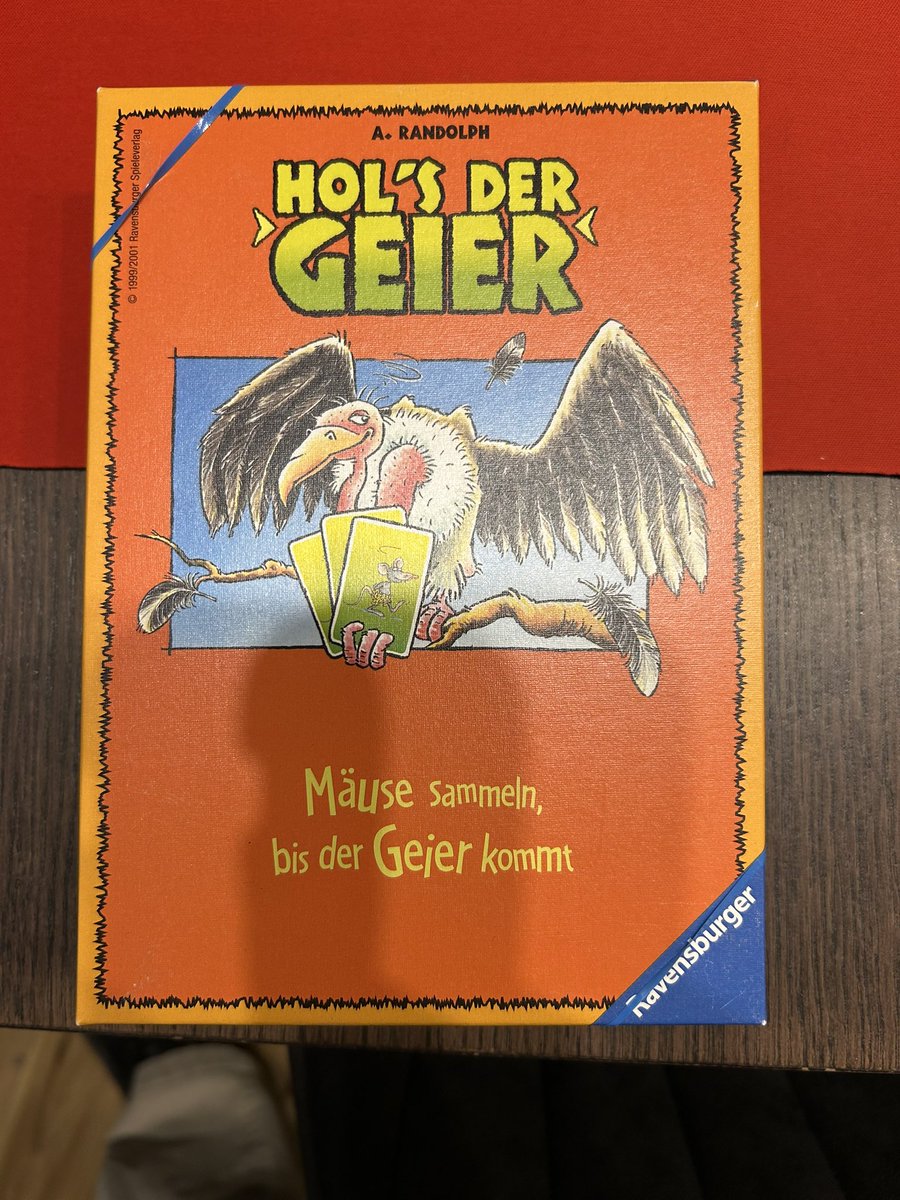 © 1999/2001 Ravensburger Spieleverlag
A. RANDOLPH
HOL'S DER
GEIER
Mäuse sammeln,
bis der Geier kommt
Ravensburger